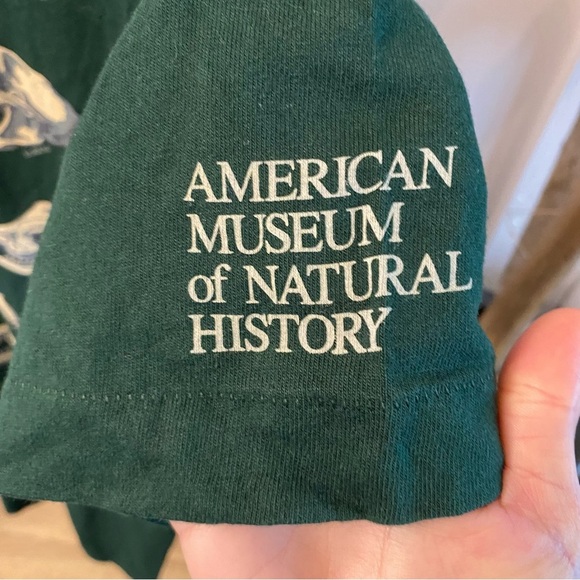 AMERICAN
MUSEUM
of NATURAL
HISTORY